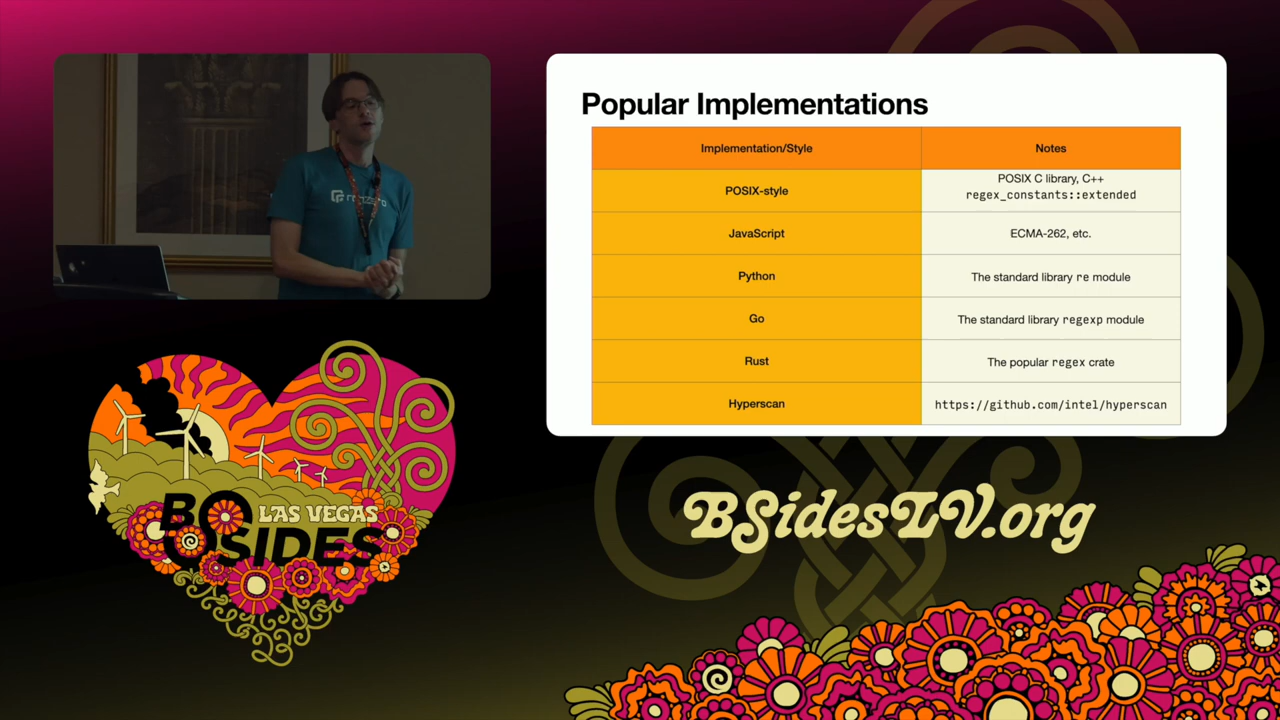 Popular Implementations
Implementation/Style
Notes
POSIX-style
POSIX C library, C++
regex_constants::extended
JavaScript
ECMA-262, etc.
Python
The standard library re module
Go
The standard library regexp module
Rust
The popular regex crate
Hyperscan
https://github.com/intel/hyperscan
LAS VEGAS
BSIDES
BSidesLV.org